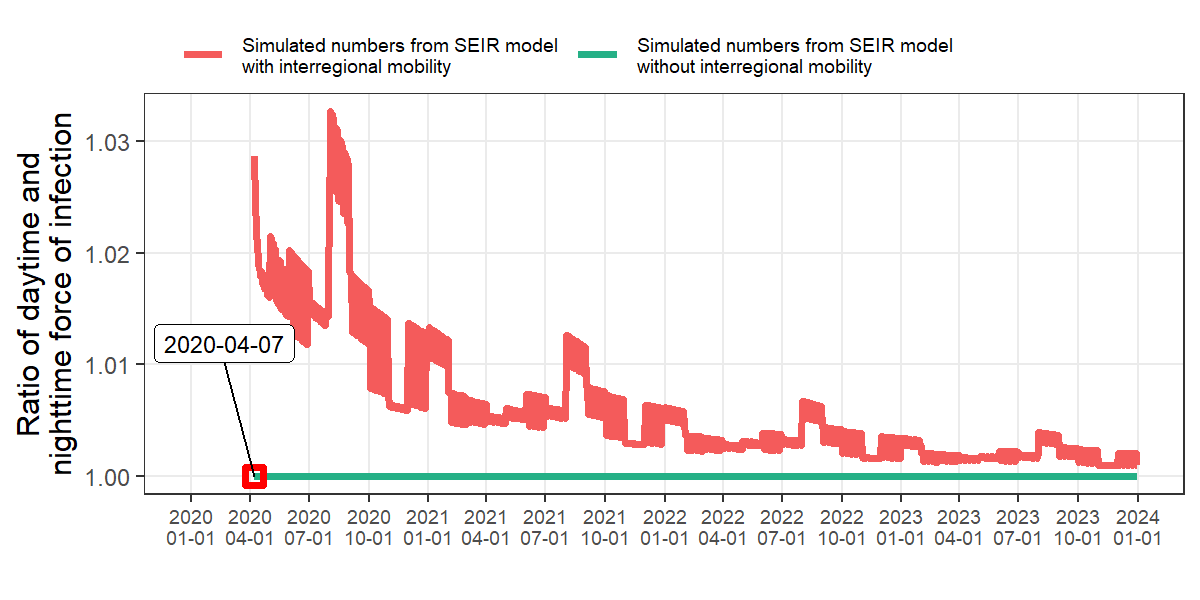 Simulated numbers from SEIR model
with interregional mobility
Simulated numbers from SEIR model
without interregional mobility
Ratio of daytime and
nighttime force of infection
1.03
1.02
1.01
1.00
2020-04-07
2020 2020 2020 2020 2021 2021 2021 2021 2022 2022 2022 2022 2023 2023 2023 2023 2024
01-01 04-01 07-01 10-01 01-01 04-01 07-01 10-01 01-01 04-01 07-01 10-01 01-01 04-01 07-01 10-01 01-01